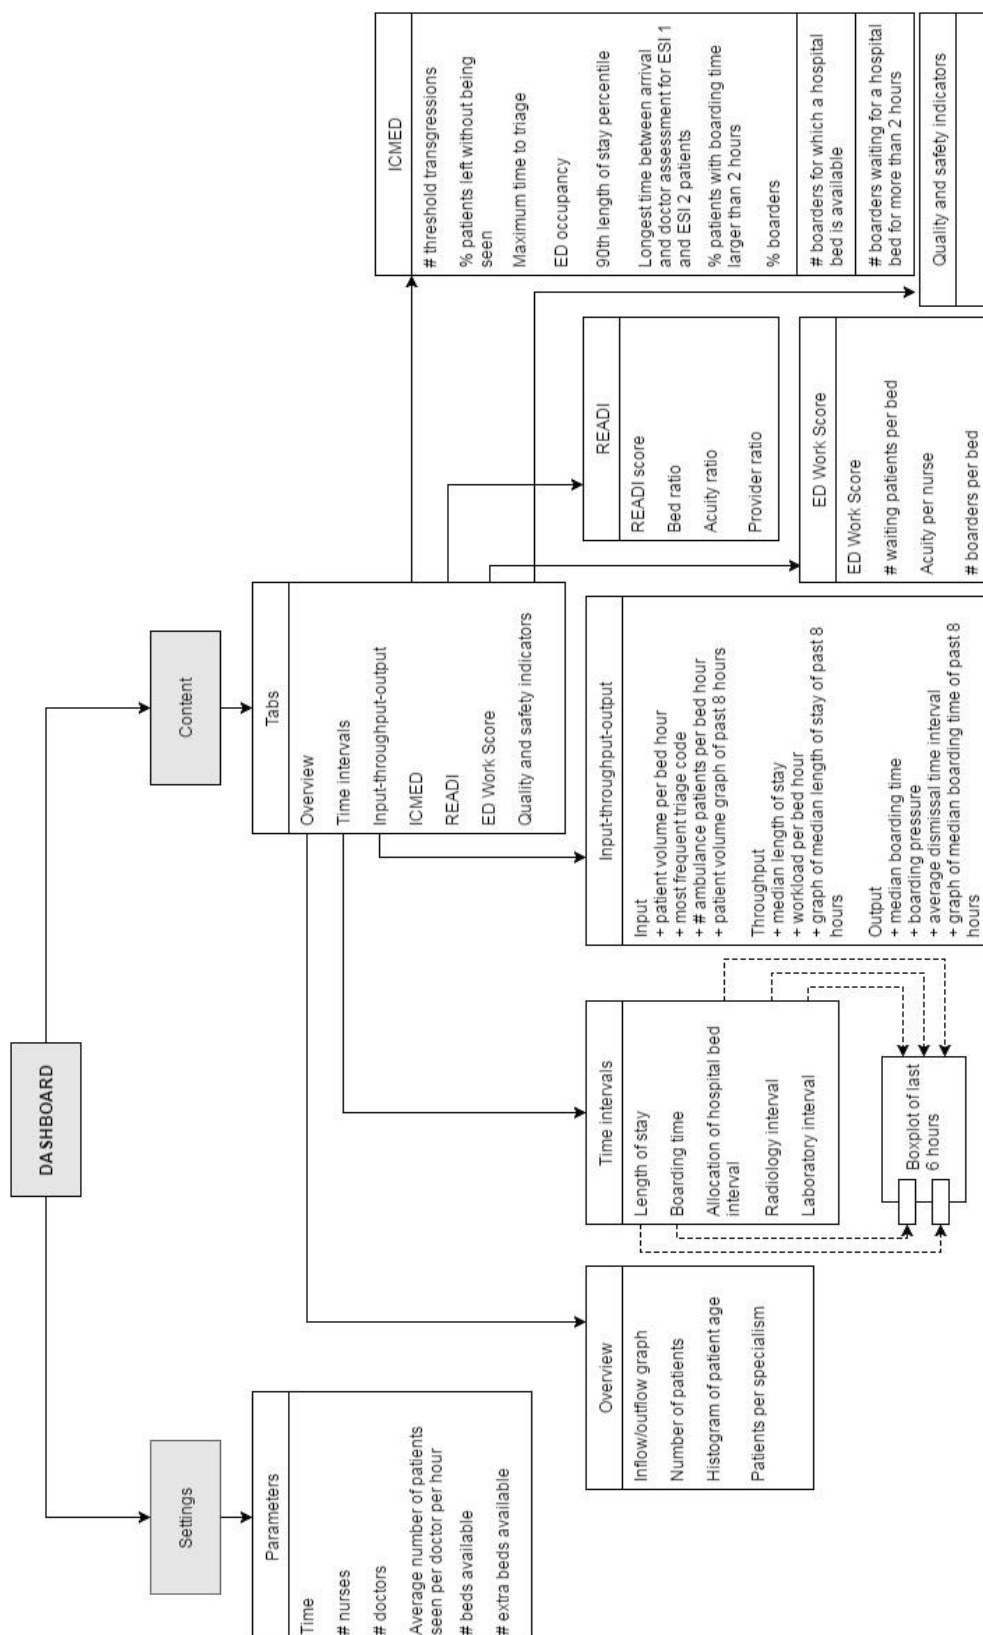 DASHBOARD
Settings
Content
Parameters
Time
# nurses
# doctors
Average number of patients
seen per doctor per hour
# beds available
# extra beds available
Tabs
Overview
Time intervals
Input-throughput-output
ICMED
READI
ED Work Score
Quality and safety indicators
Overview
Inflow/outflow graph
Number of patients
Histogram of patient age
Patients per specialism
Time intervals
Length of stay
Boarding time
Allocation of hospital bed
interval
Radiology interval
Laboratory interval
Boxplot of last
6 hours
Input-throughput-output
Input
+ patient volume per bed hour
+ most frequent triage code
+ # ambulance patients per bed hour
+ patient volume graph of past 8 hours
Throughput
+ median length of stay
+ workload per bed hour
+ graph of median length of stay of past 8
hours
Output
+ median boarding time
+ boarding pressure
+ average dismissal time interval
+ graph of median boarding time of past 8
hours
READI
READI score
Bed ratio
Acuity ratio
Provider ratio
ED Work Score
ED Work Score
# waiting patients per bed
Acuity per nurse
# boarders per bed
ICMED
# threshold transgressions
% patients left without being
seen
Maximum time to triage
ED occupancy
90th length of stay percentile
Longest time between arrival
and doctor assessment for ESI 1
and ESI 2 patients
% patients with boarding time
larger than 2 hours
% boarders
# boarders for which a hospital
bed is available
# boarders waiting for a hospital
bed for more than 2 hours
Quality and safety indicators